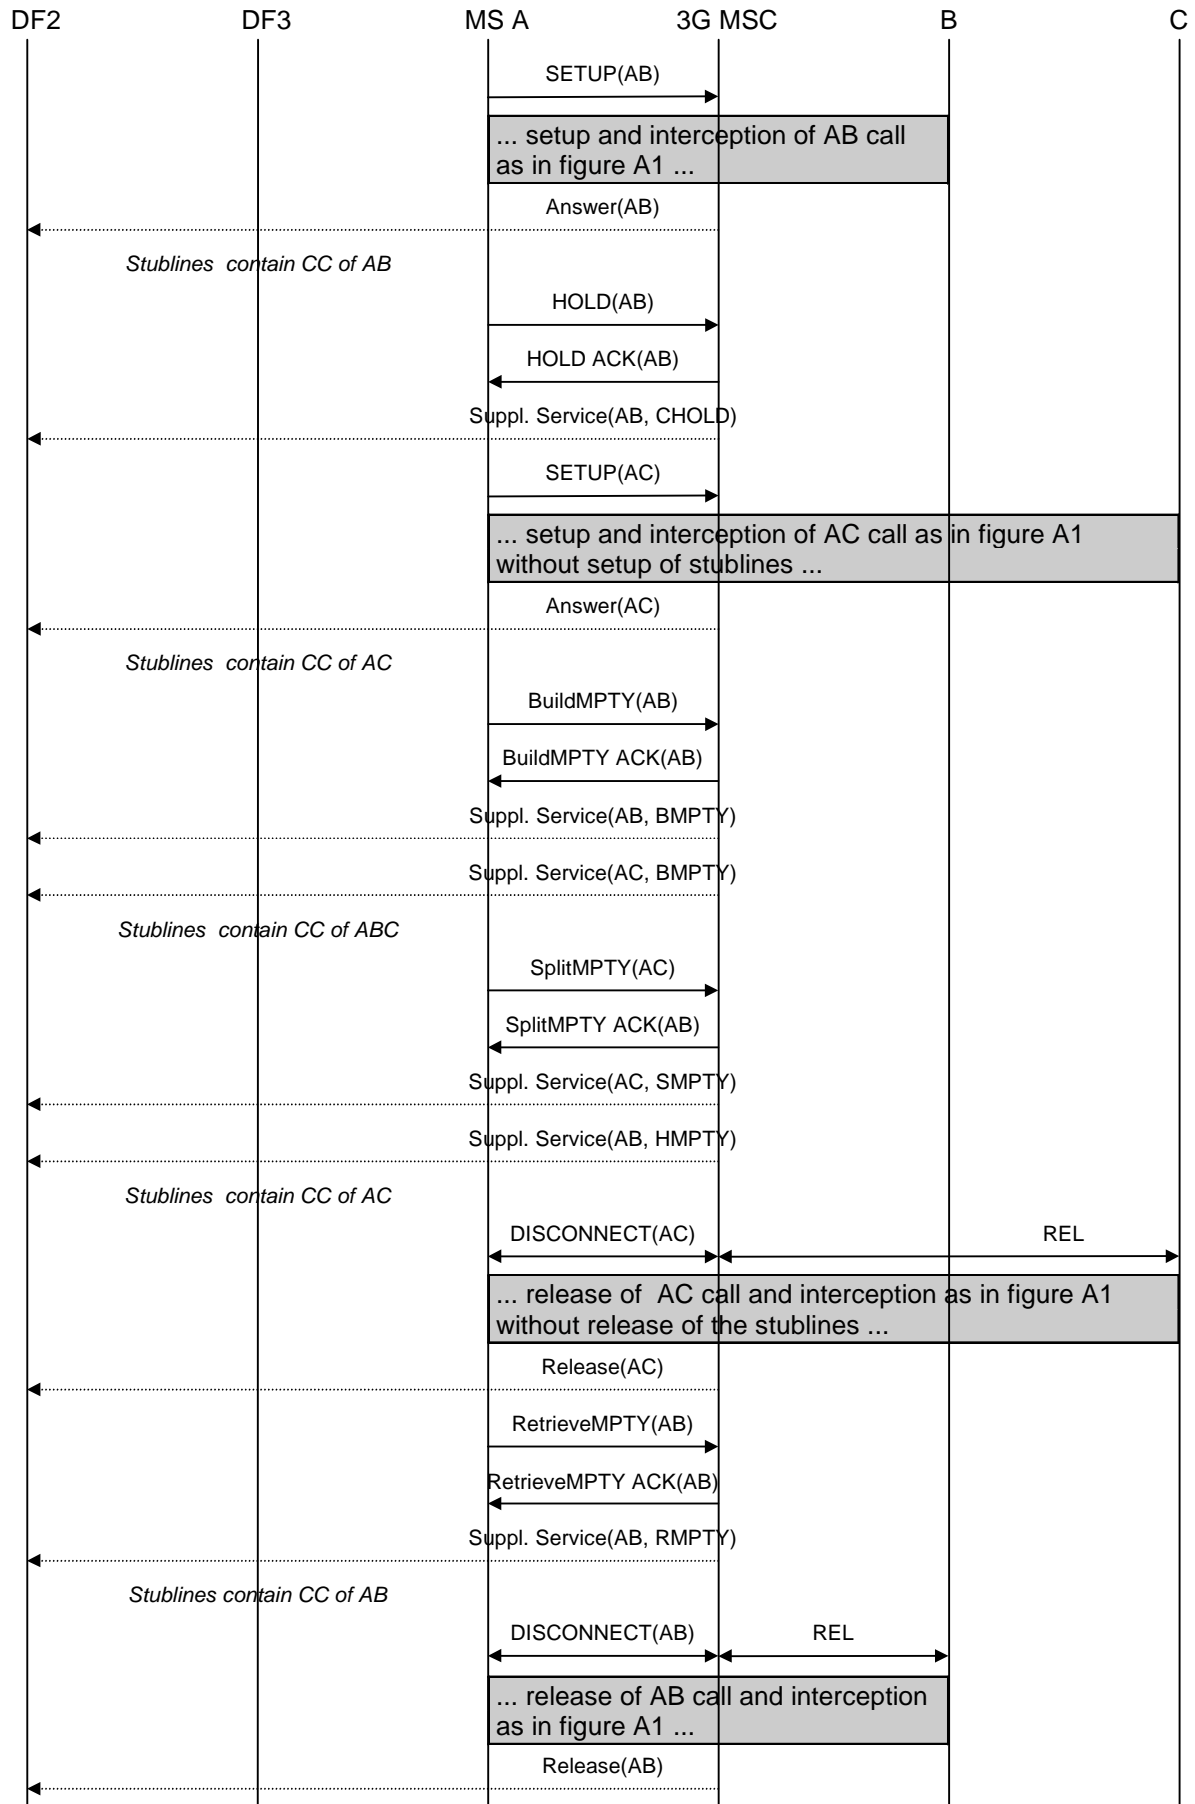 DF2 DF3 MS A 3G MSC B C
SETUP(AB)
... setup and interception of AB call
as in figure A1 ...
Answer(AB)
Stublines contain CC of AB
HOLD(AB)
HOLD ACK(AB)
Suppl. Service(AB, CHOLD)
SETUP(AC)
... setup and interception of AC call as in figure A1
without setup of stublines ...
Answer(AC)
Stublines contain CC of AC
BuildMPTY(AB)
BuildMPTY ACK(AB)
Suppl. Service(AB, BMPTY)
Suppl. Service(AC, BMPTY)
Stublines contain CC of ABC
SplitMPTY(AC)
SplitMPTY ACK(AB)
Suppl. Service(AC, SMPTY)
Suppl. Service(AB, HMPTY)
Stublines contain CC of AC
DISCONNECT(AC) REL
... release of AC call and interception as in figure A1
without release of the stublines ...
Release(AC)
RetrieveMPTY(AB)
RetrieveMPTY ACK(AB)
Suppl. Service(AB, RMPTY)
Stublines contain CC of AB
DISCONNECT(AB) REL
... release of AB call and interception
as in figure A1 ...
Release(AB)